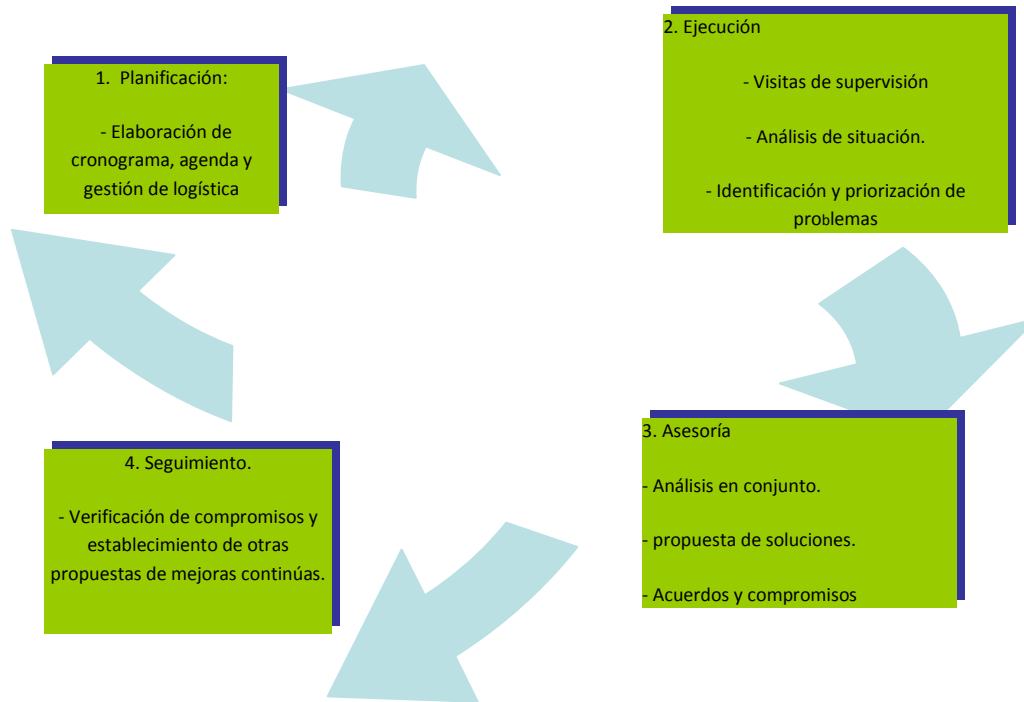 1. Planificación:
- Elaboración de
cronograma, agenda y
gestión de logística
2. Ejecución
- Visitas de supervisión
- Análisis de situación.
- Identificación y priorización de
problemas
3. Asesoría
- Análisis en conjunto.
- propuesta de soluciones.
- Acuerdos y compromisos
4. Seguimiento.
- Verificación de compromisos y
establecimiento de otras
propuestas de mejoras continúas.